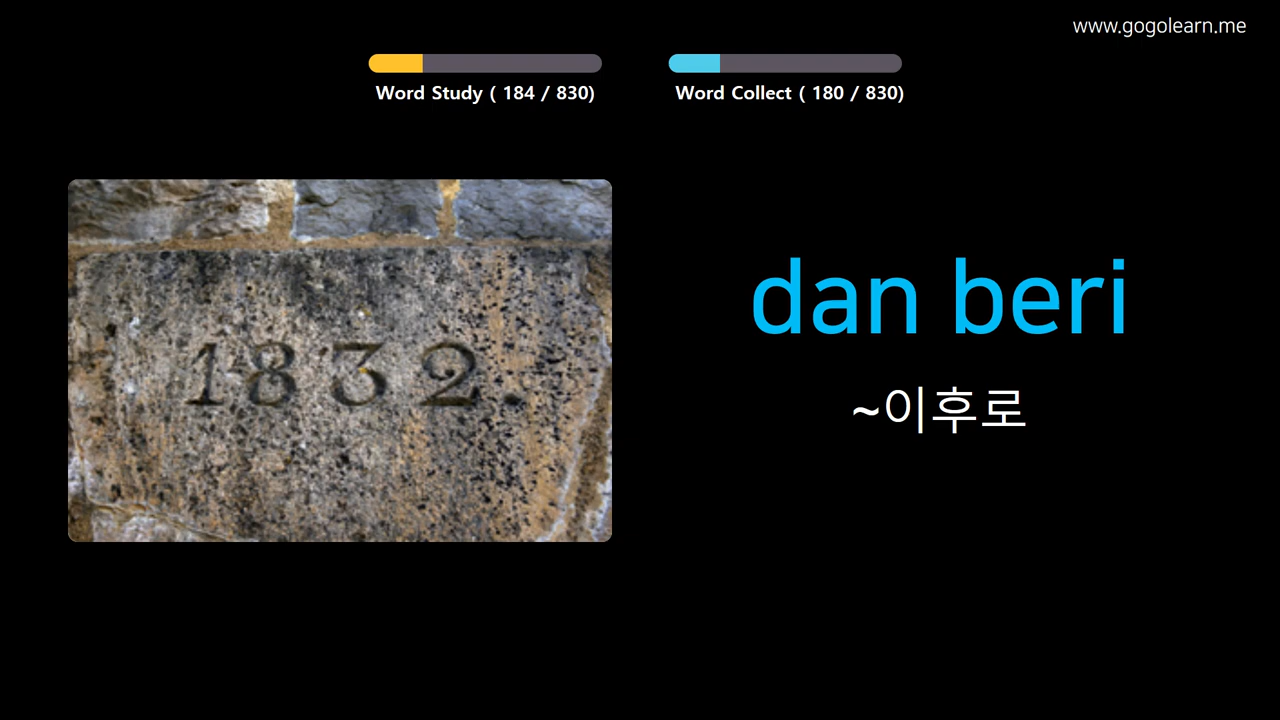 www.gogolearn.me
Word Study ( 184 / 830)
Word Collect ( 180 / 830)
1832.
dan beri
~이후로